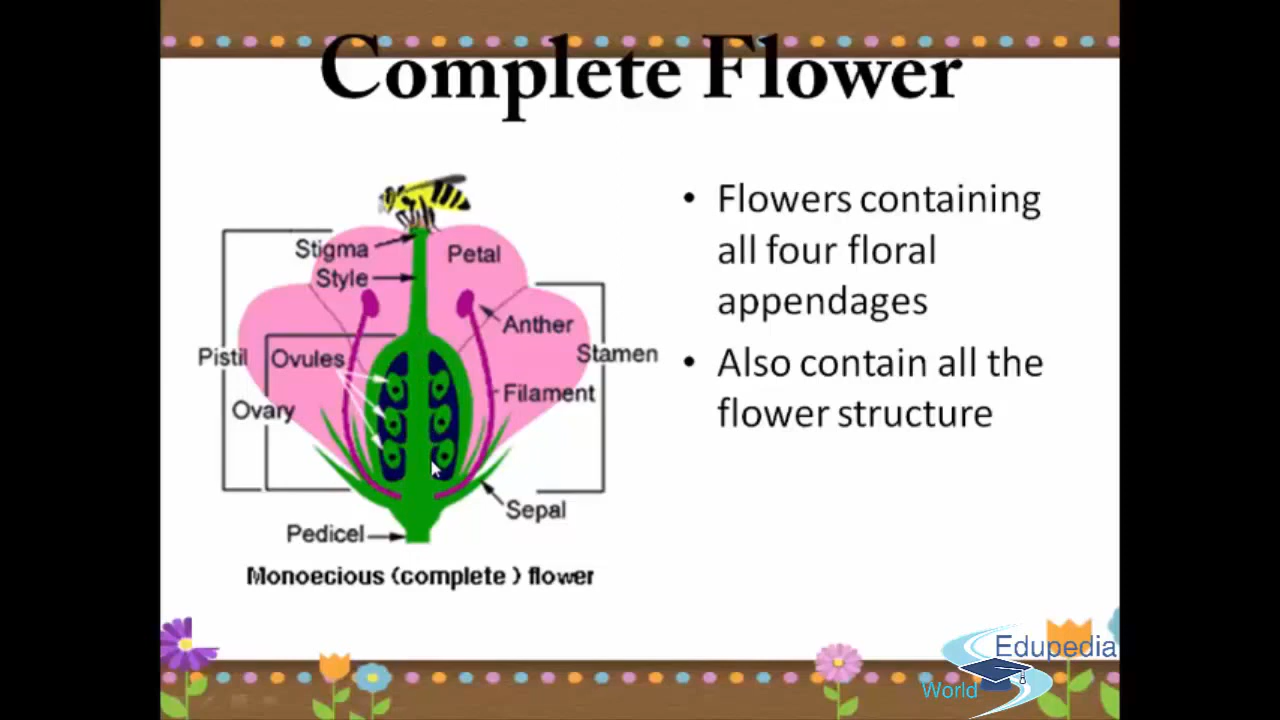 Complete Flower
Stigma
Petal
Style
Anther
Pistil
Ovules
Stamen
Filament
Ovary
Sepal
Pedicel
Monoecious (complete ) flower
• Flowers containing
all four floral
appendages
• Also contain all the
flower structure
Edupedia
World